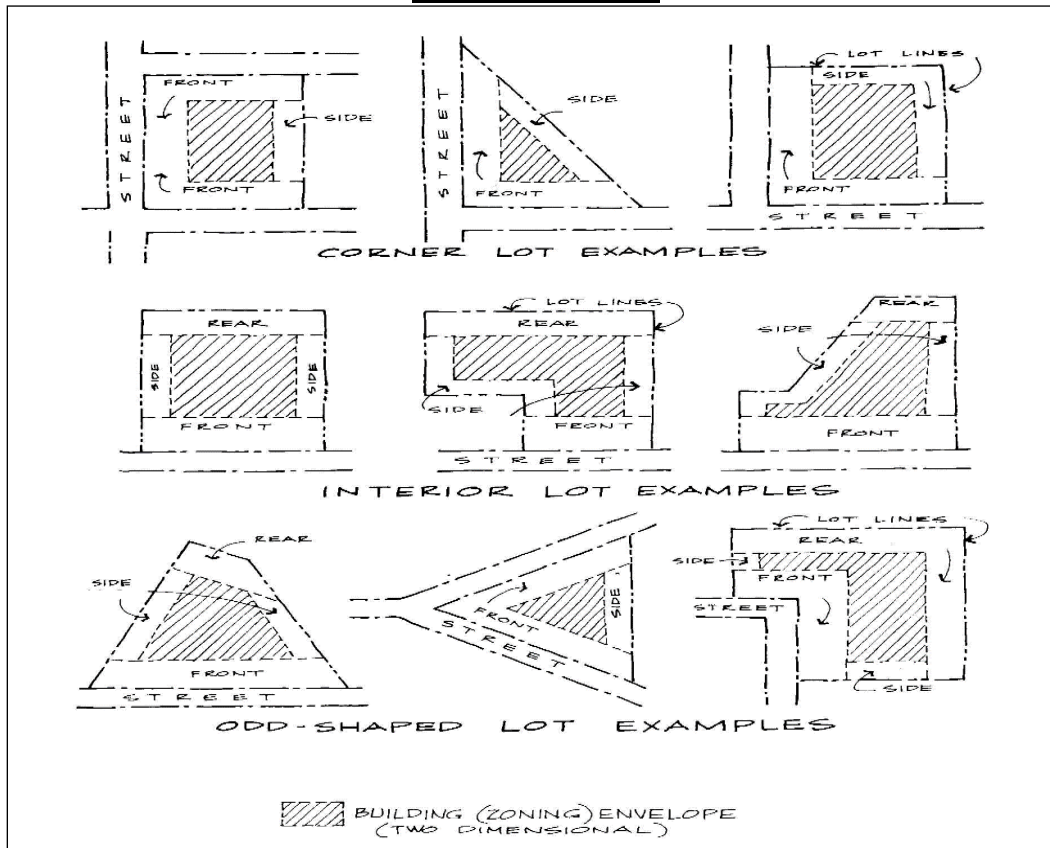 FRONT
SIDE
FRONT
STREET
SIDE
FRONT
STREET
LOT LINES
SIDE
FRONT
STREET
CORNER LOT EXAMPLES
REAR
SIDE
SIDE
FRONT
LOT LINES
REAR
SIDE
FRONT
STREET
REAR
SIDE
FRONT
INTERIOR LOT EXAMPLES
REAR
SIDE
FRONT
STREET
FRONT
STREET
SIDE
LOT LINES
REAR
SIDE
FRONT
STREET
SIDE
ODD-SHAPED LOT EXAMPLES
BUILDING (ZONING) ENVELOPE
(TWO DIMENSIONAL)